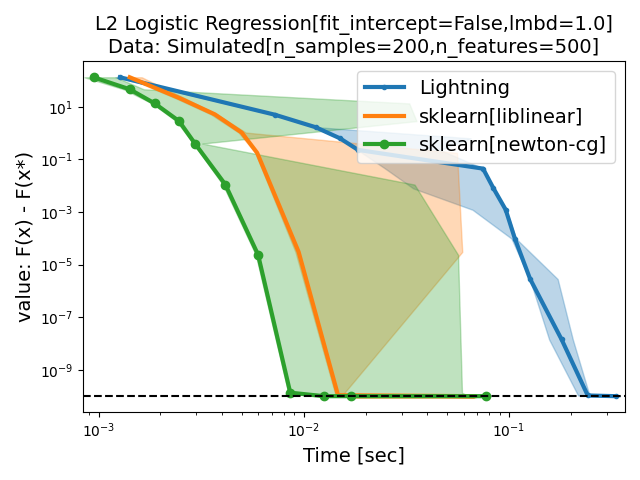 L2 Logistic Regression[fit_intercept=False,lmbd=1.0]
Data: Simulated[n_samples=200,n_features=500]
value: F(x) - F(x*)
10¹
10⁻¹
10⁻³
10⁻⁵
10⁻⁷
10⁻⁹
Lightning
sklearn[liblinear]
sklearn[newton-cg]
10⁻³
10⁻²
10⁻¹
Time [sec]